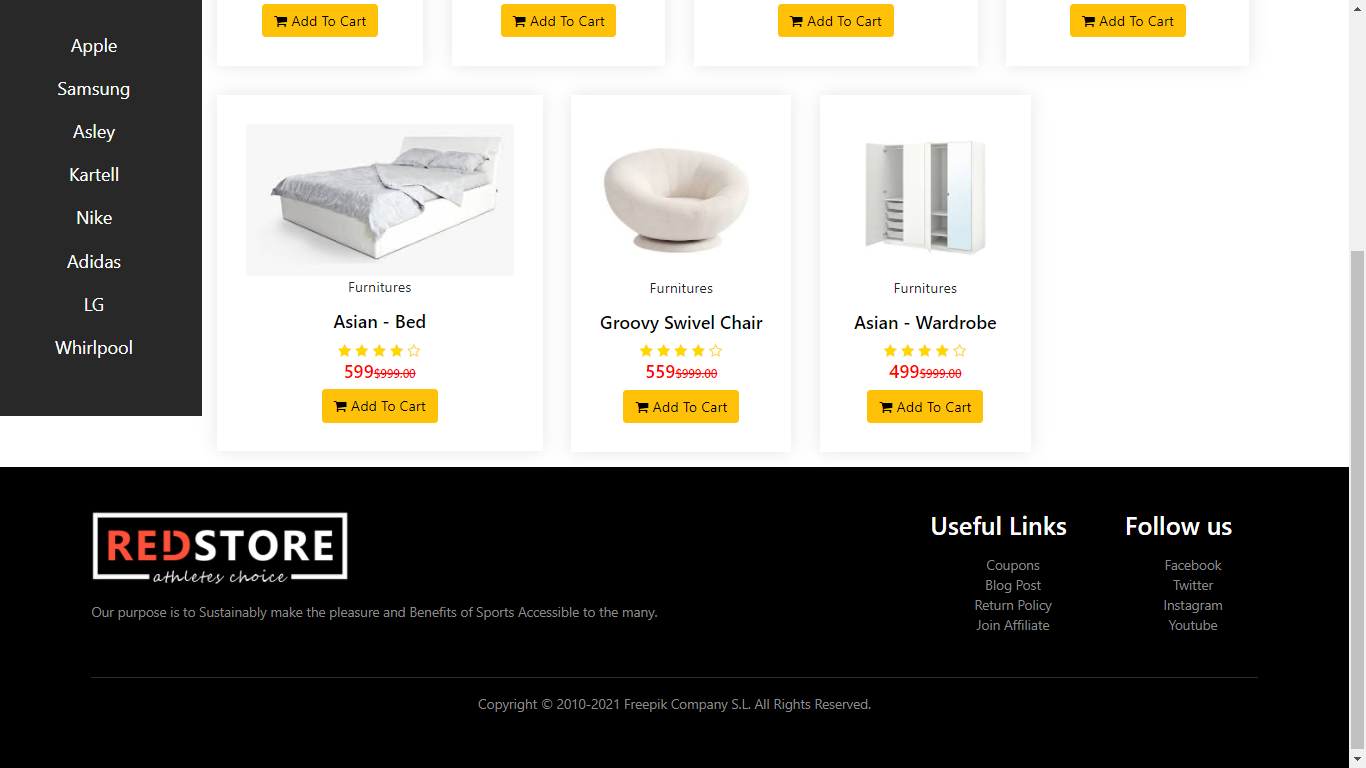 Add To Cart
Add To Cart
Add To Cart
Add To Cart
Apple
Samsung
Asley
Kartell
Nike
Adidas
LG
Whirlpool
Furnitures
Asian - Bed
599$999.00
Add To Cart
Furnitures
Groovy Swivel Chair
559$999.00
Add To Cart
Furnitures
Asian - Wardrobe
499$999.00
Add To Cart
REDSTORE
athletes choice
Our purpose is to Sustainably make the pleasure and Benefits of Sports Accessible to the many.
Useful Links
Coupons
Blog Post
Return Policy
Join Affiliate
Follow us
Facebook
Twitter
Instagram
Youtube
Copyright © 2010-2021 Freepik Company S.L. All Rights Reserved.